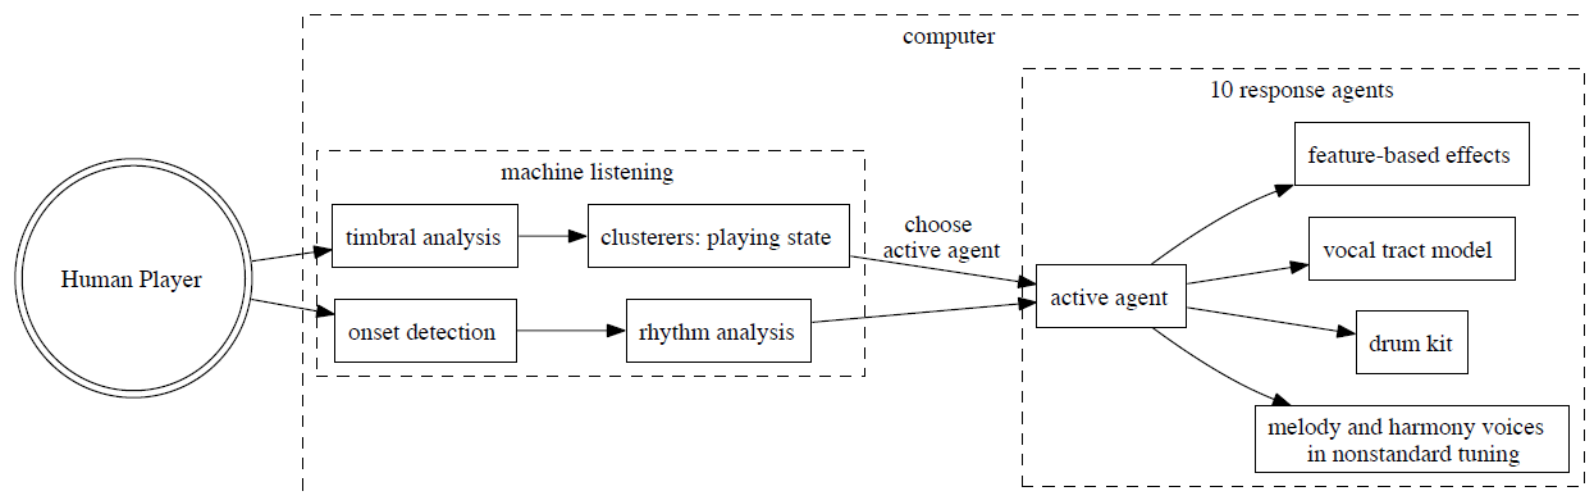 computer
10 response agents
machine listening
Human Player
timbral analysis
clusterers: playing state
onset detection
rhythm analysis
choose
active agent
active agent
feature-based effects
vocal tract model
drum kit
melody and harmony voices
in nonstandard tuning